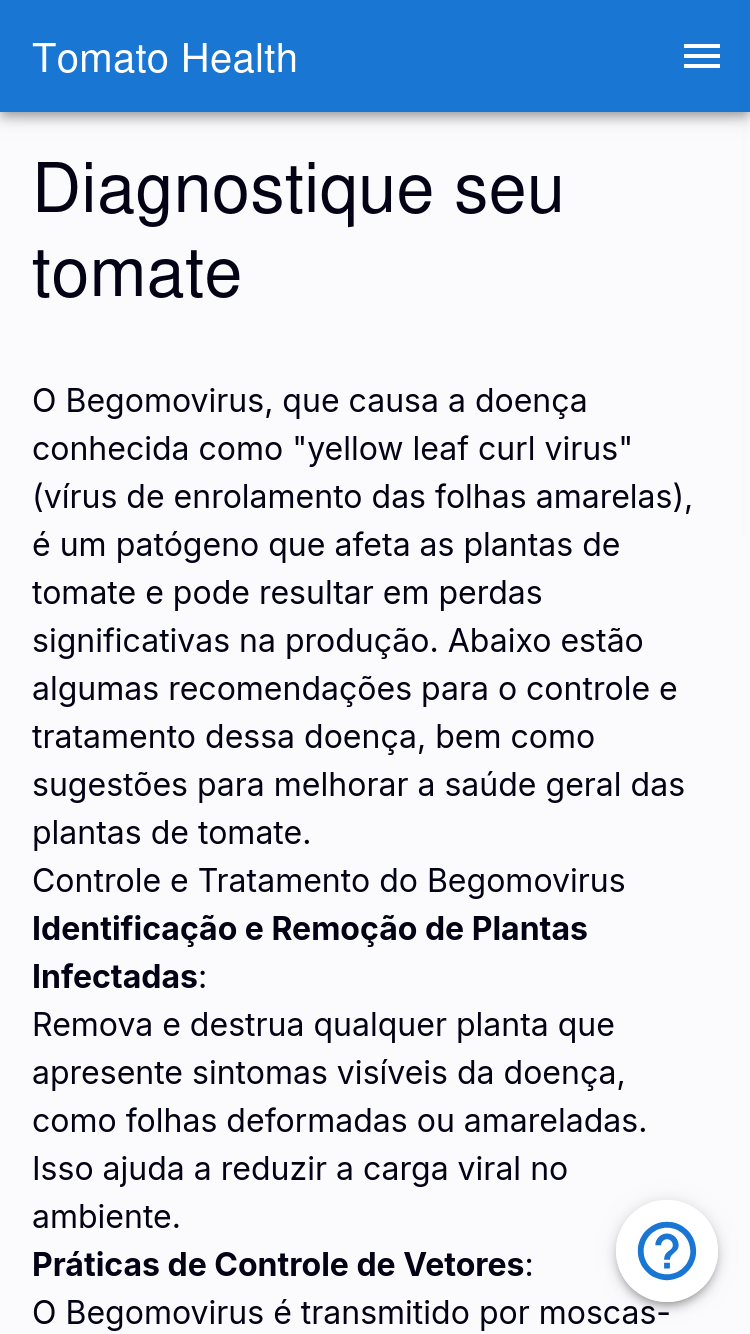 Tomato Health
Diagnostique seu
tomate
O Begomovirus, que causa a doença
conhecida como "yellow leaf curl virus"
(vírus de enrolamento das folhas amarelas),
é um patógeno que afeta as plantas de
tomate e pode resultar em perdas
significativas na produção. Abaixo estão
algumas recomendações para o controle e
tratamento dessa doença, bem como
sugestões para melhorar a saúde geral das
plantas de tomate.
Controle e Tratamento do Begomovirus
Identificação e Remoção de Plantas
Infectadas:
Remova e destrua qualquer planta que
apresente sintomas visíveis da doença,
como folhas deformadas ou amareladas.
Isso ajuda a reduzir a carga viral no
ambiente.
Práticas de Controle de Vetores:
O Begomovirus é transmitido por moscas-